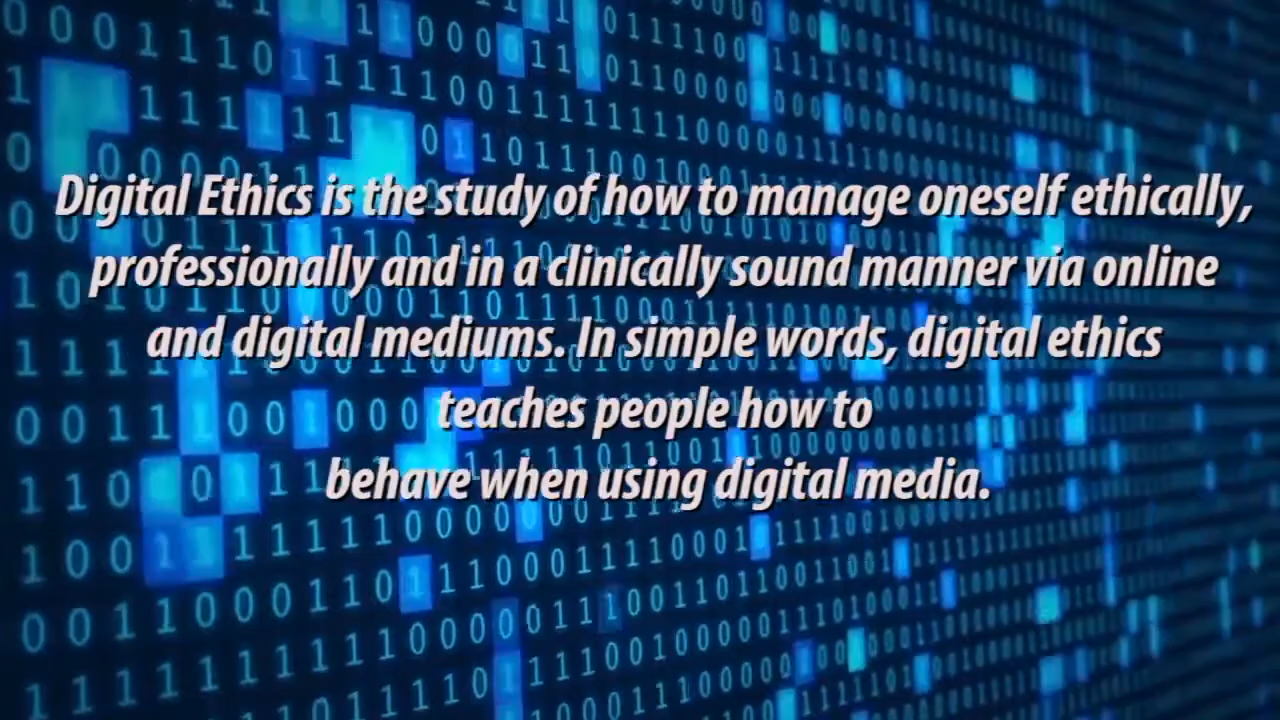 Digital Ethics is the study of how to manage oneself ethically,
professionally and in a clinically sound manner via online
and digital mediums. In simple words, digital ethics
teaches people how to
behave when using digital media.